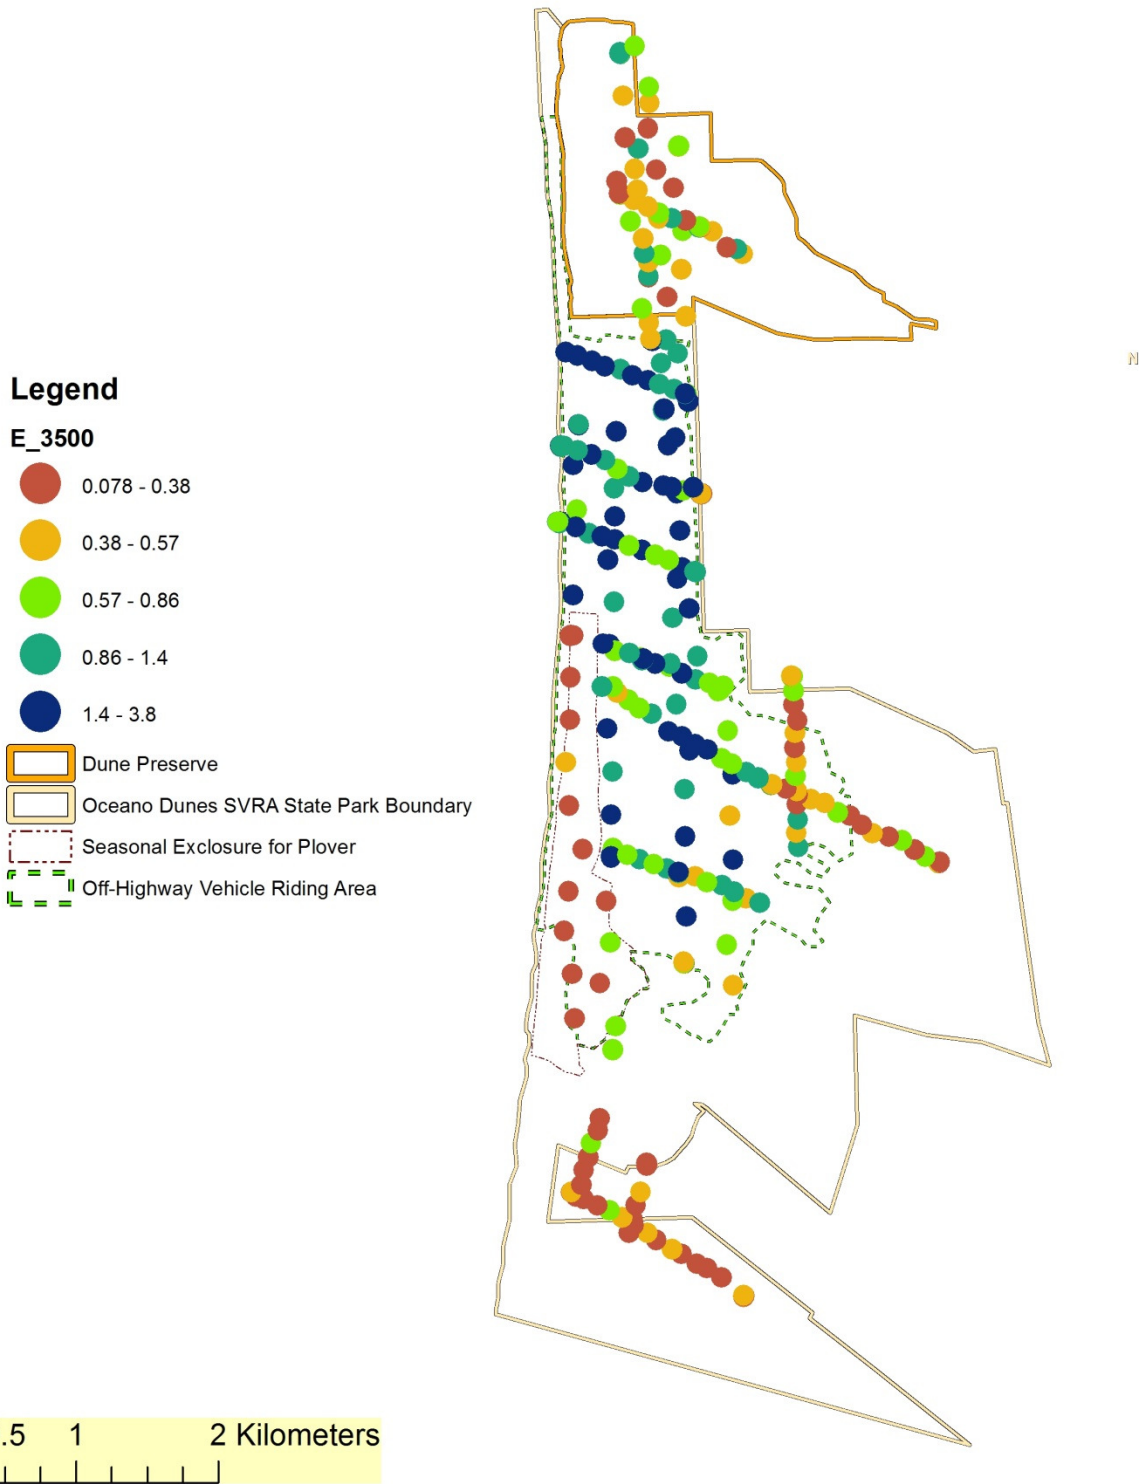 N
Legend
E_3500
0.078 - 0.38
0.38 - 0.57
0.57 - 0.86
0.86 - 1.4
1.4 - 3.8
Dune Preserve
Oceano Dunes SVRA State Park Boundary
Seasonal Exclosure for Plover
Off-Highway Vehicle Riding Area
.5 1 2 Kilometers